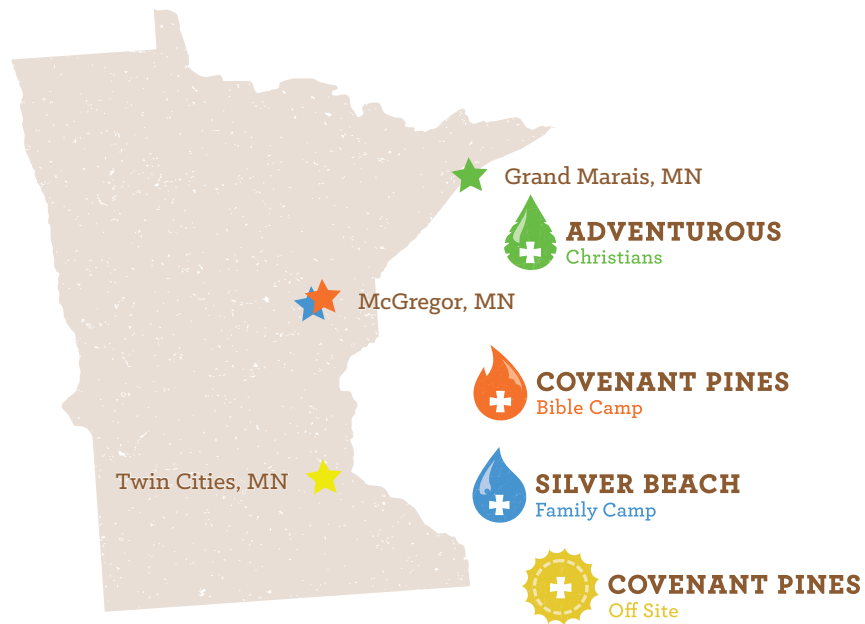 Grand Marais, MN
ADVENTUROUS
Christians
McGregor, MN
COVENANT PINES
Bible Camp
Twin Cities, MN
SILVER BEACH
Family Camp
COVENANT PINES
Off Site